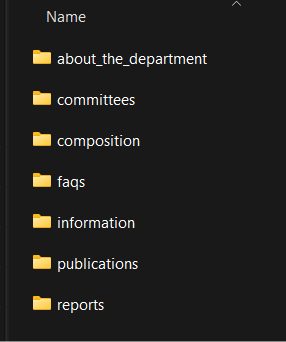 Name
about_the_department
committees
composition
faqs
information
publications
reports